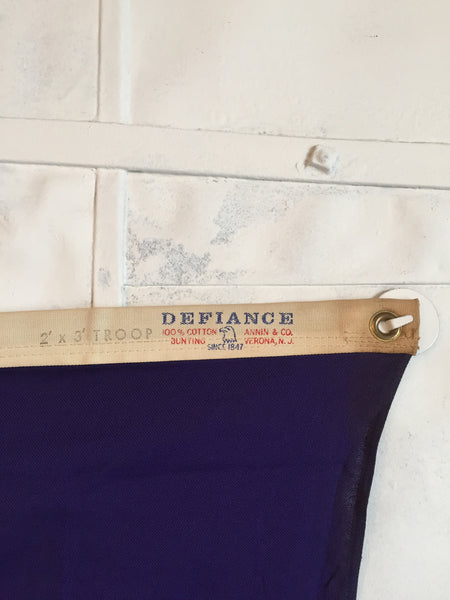 DEFIANCE
2' x 3' TROOP 100% COTTON ANNIN & CO.
BUNTING VERONA, N.J.
SINCE 1847